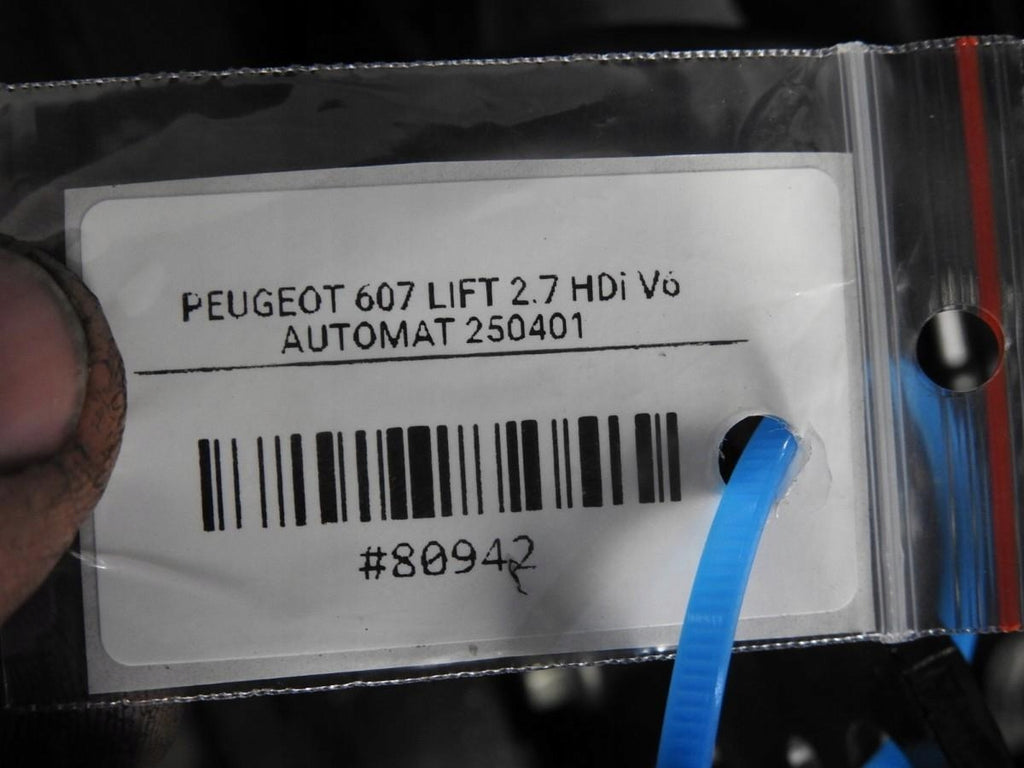 PEUGEOT 607 LIFT 2.7 HDi V6
AUTOMAT 250401
#80942